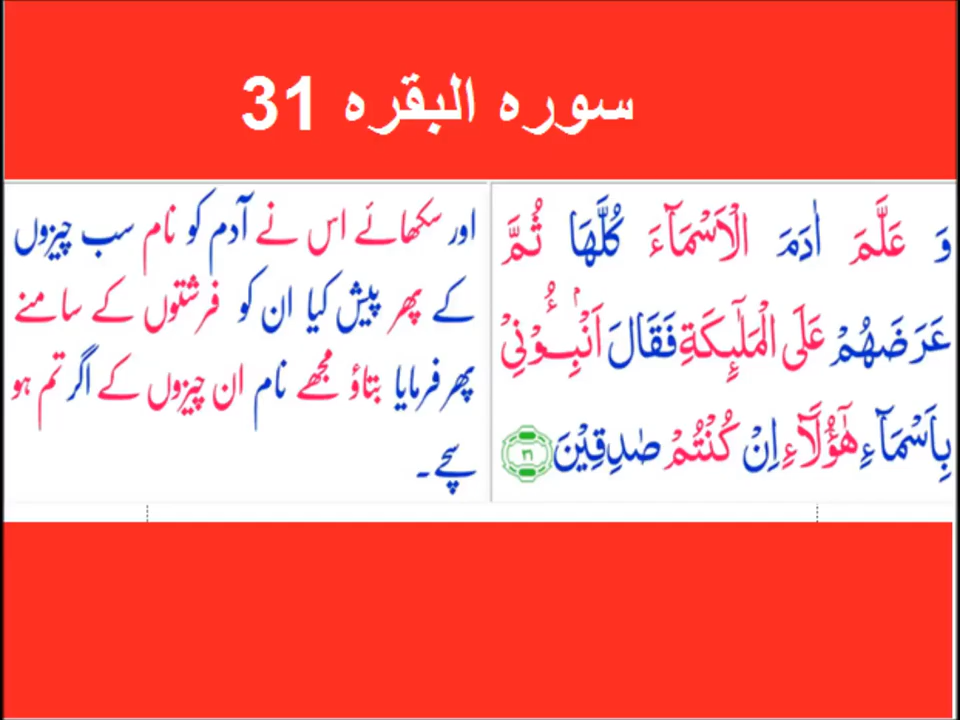 سورہ البقرہ 31
وَ عَلَّمَ اٰدَمَ الْاَسْمَآءَ كُلَّهَا ثُمَّ
عَرَضَهُمْ عَلَى الْمَلٰٓىِٕكَةِ فَقَالَ اَنْۢبِـُٔوْنِیْ
بِاَسْمَآءِ هٰۤؤُلَآءِ اِنْ كُنْتُمْ صٰدِقِیْنَ ۳۱
اور سکھائے اس نے آدم کو نام سب چیزوں
کے پھر پیش کیا ان کو فرشتوں کے سامنے
پھر فرمایا بتاؤ مجھے نام ان چیزوں کے اگر تم ہو
سچے۔